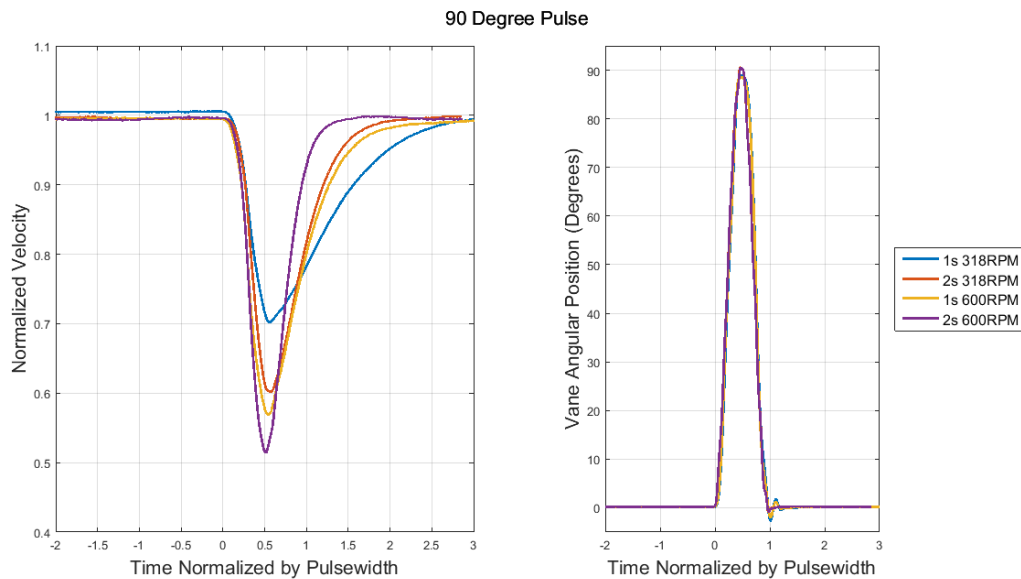 90 Degree Pulse
Normalized Velocity
1.1
1
0.9
0.8
0.7
0.6
0.5
0.4
-2 -1.5 -1 -0.5 0 0.5 1 1.5 2 2.5 3
Time Normalized by Pulsewidth
Vane Angular Position (Degrees)
90
80
70
60
50
40
30
20
10
0
-2 -1 0 1 2 3
Time Normalized by Pulsewidth
1s 318RPM
2s 318RPM
1s 600RPM
2s 600RPM